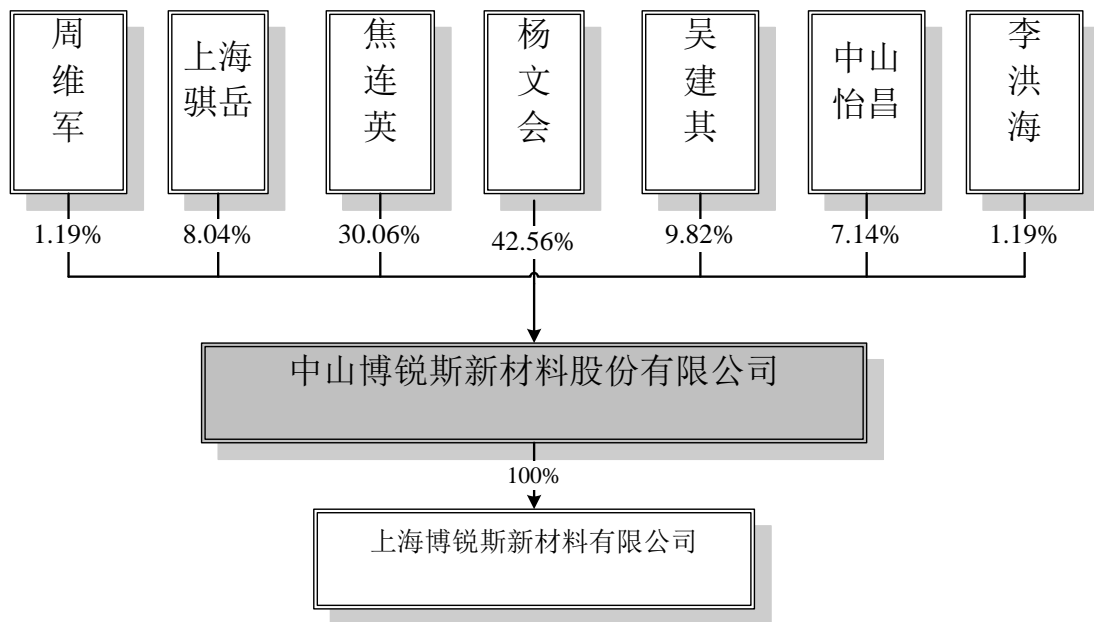 周维军
上海骐岳
焦连英
杨文会
吴建其
中山怡昌
李洪海
1.19%
8.04%
30.06%
42.56%
9.82%
7.14%
1.19%
中山博锐斯新材料股份有限公司
100%
上海博锐斯新材料有限公司